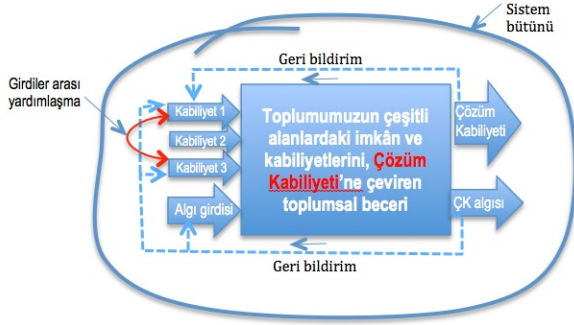 Sistem
bütünü
Geri bildirim
Girdiler arası
yardımlaşma
Kabiliyet 1
Kabiliyet 2
Kabiliyet 3
Algı girdisi
Toplumumuzun çeşitli
alanlardaki imkân ve
kabiliyetlerini, Çözüm
Kabiliyeti’ne çeviren
toplumsal beceri
Çözüm
Kabiliyeti
ÇK algısı
Geri bildirim